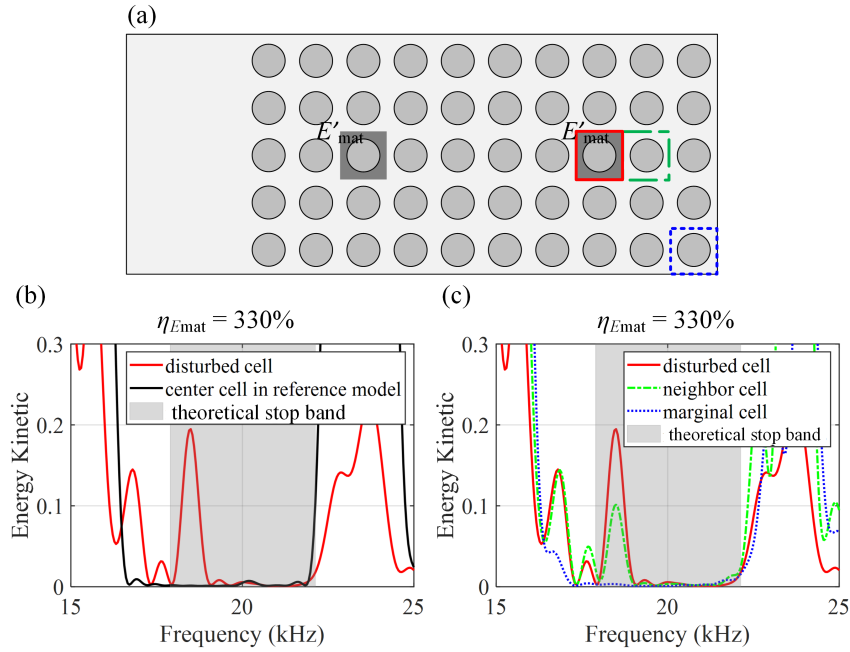 (a)
E′mat E′mat
(b) (c)
ηEmat = 330% ηEmat = 330%
0.3
0.2
0.1
0
Energy Kinetic
disturbed cell
center cell in reference model
theoretical stop band
15 20 25
Frequency (kHz)
0.3
0.2
0.1
0
Energy Kinetic
disturbed cell
neighbor cell
marginal cell
theoretical stop band
15 20 25
Frequency (kHz)